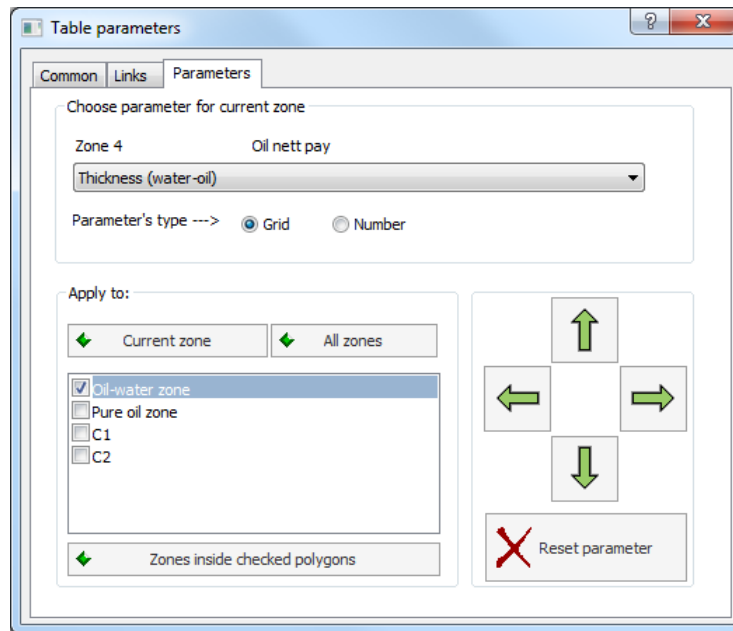 Table parameters
?
X
Common Links Parameters
Choose parameter for current zone
Zone 4 Oil nett pay
Thickness (water-oil)
Parameter's type ---> Grid Number
Apply to:
Current zone All zones
Oil-water zone
Pure oil zone
C1
C2
Zones inside checked polygons
Reset parameter